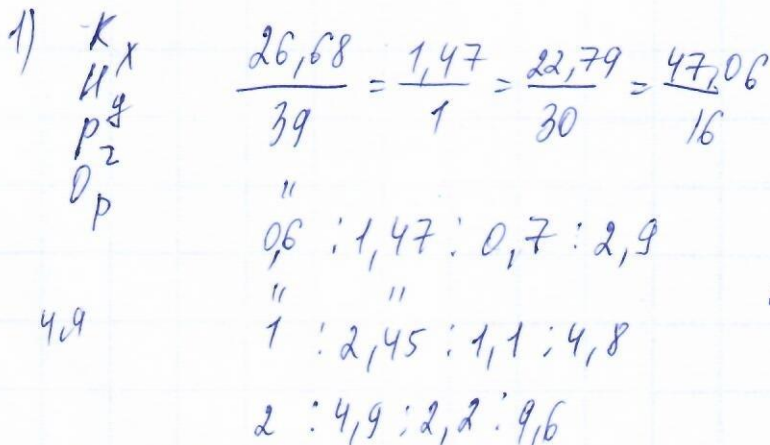 1) K x
H y
P z
O p
26,68/39 = 1,47/1 = 22,79/30 = 47,06/16
"
0,6 : 1,47 : 0,7 : 2,9
" "
4,9
1 : 2,45 : 1,1 : 4,8
2 : 4,9 : 2,2 : 9,6